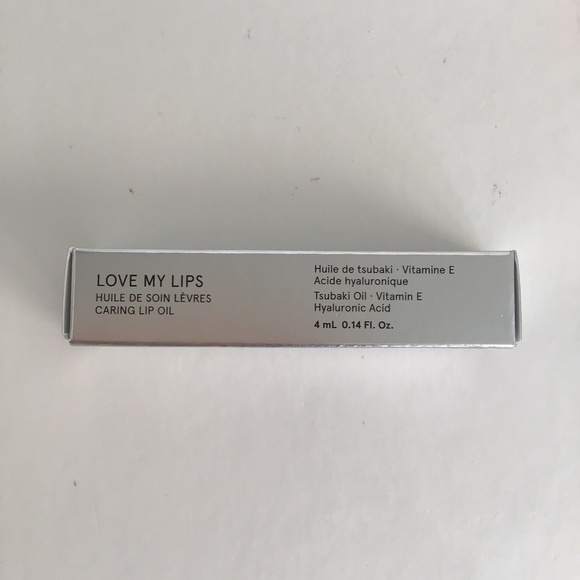 LOVE MY LIPS
HUILE DE SOIN LÈVRES
CARING LIP OIL
Huile de tsubaki · Vitamine E
Acide hyaluronique
Tsubaki Oil · Vitamin E
Hyaluronic Acid
4 mL 0.14 Fl. Oz.